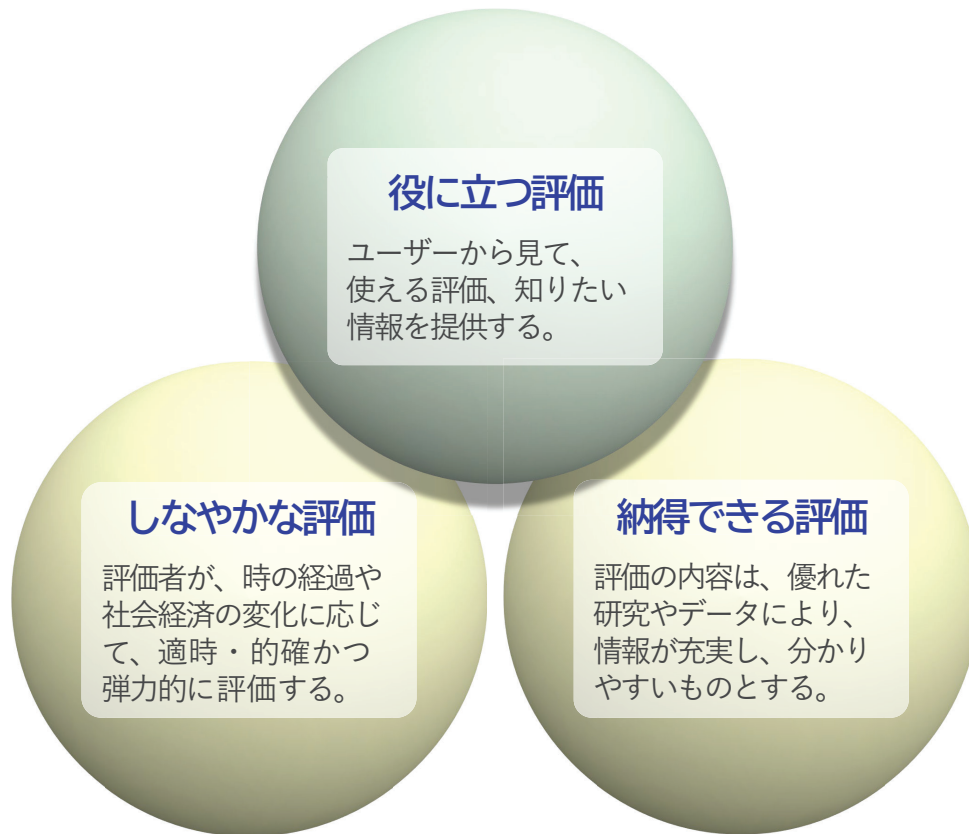 役に立つ評価
ユーザーから見て、
使える評価、知りたい
情報を提供する。
しなやかな評価
評価者が、時の経過や
社会経済の変化に応じ
て、適時・的確かつ
弾力的に評価する。
納得できる評価
評価の内容は、優れた
研究やデータにより、
情報が充実し、分かり
やすいものとする。